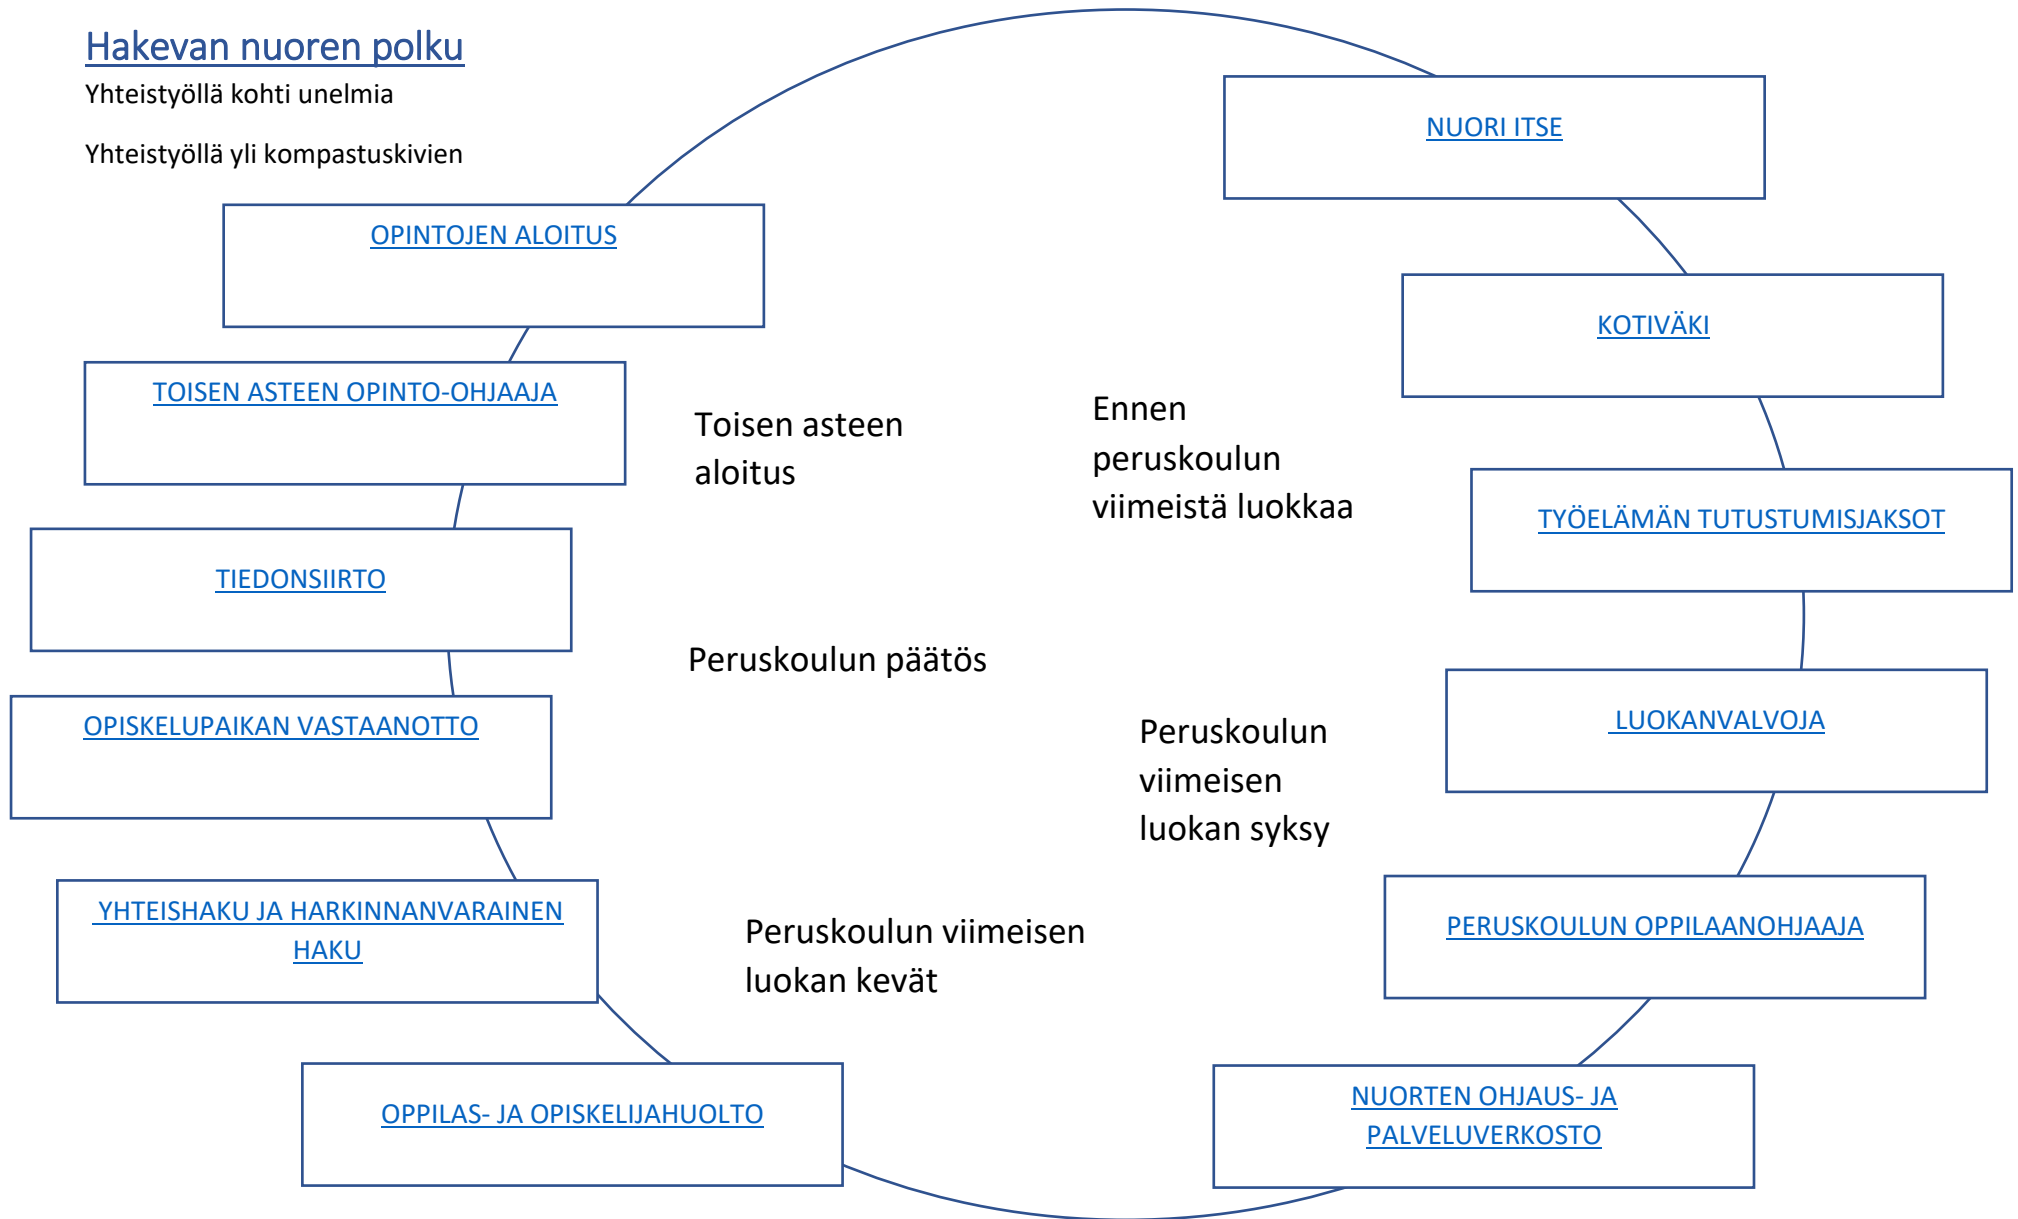 Hakevan nuoren polku
Yhteistyöllä kohti unelmia
Yhteistyöllä yli kompastuskivien
NUORI ITSE
KOTIVÄKI
TYÖELÄMÄN TUTUSTUMISJAKSOT
LUOKANVALVOJA
PERUSKOULUN OPPILAANOHJAAJA
NUORTEN OHJAUS- JA
PALVELUVERKOSTO
OPPILAS- JA OPISKELIJAHUOLTO
YHTEISHAKU JA HARKINNANVARAINEN
HAKU
OPISKELUPAIKAN VASTAANOTTO
TIEDONSIIRTO
TOISEN ASTEEN OPINTO-OHJAAJA
OPINTOJEN ALOITUS
Ennen
peruskoulun
viimeistä luokkaa
Peruskoulun
viimeisen
luokan syksy
Peruskoulun viimeisen
luokan kevät
Peruskoulun päätös
Toisen asteen
aloitus